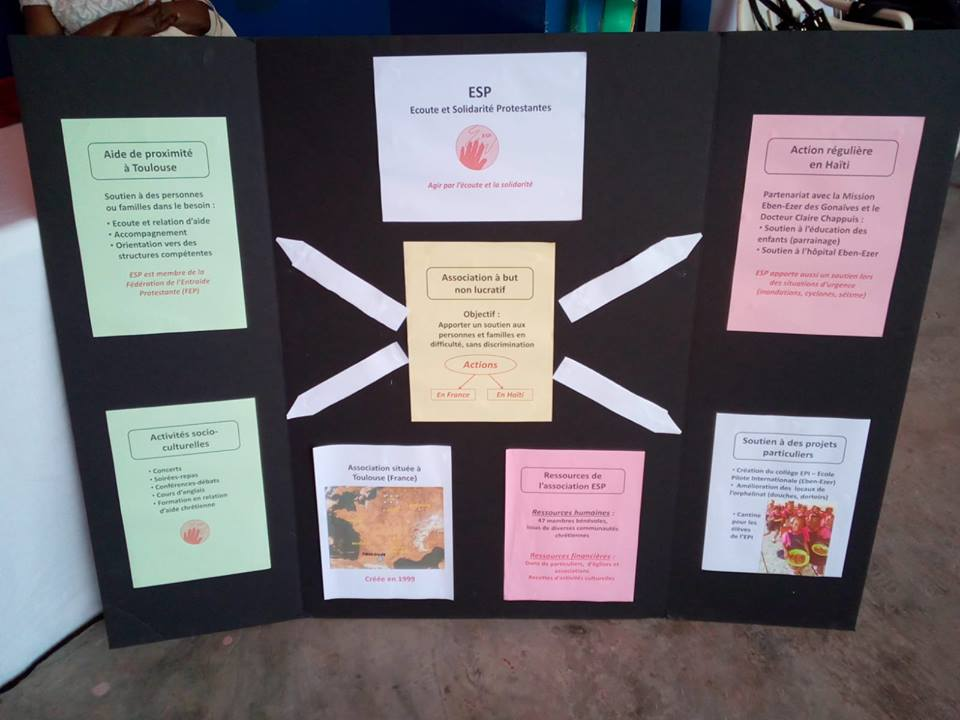 ESP
Ecoute et Solidarité Protestantes
ESP
Agir par l'écoute et la solidarité
Aide de proximité
à Toulouse
Soutien à des personnes
ou familles dans le besoin :
• Ecoute et relation d'aide
• Accompagnement
• Orientation vers des
structures compétentes
ESP est membre de la
Fédération de l'Entraide
Protestante (FEP)
Association à but
non lucratif
Objectif :
Apporter un soutien aux
personnes et familles en
difficulté, sans discrimination
Actions
En France
En Haïti
Action régulière
en Haïti
Partenariat avec la Mission
Eben-Ezer des Gonaïves et le
Docteur Claire Chappuis :
• Soutien à l'éducation des
enfants (parrainage)
• Soutien à l'hôpital Eben-Ezer
ESP apporte aussi un soutien lors
des situations d'urgence
(inondations, cyclones, séisme)
Activités socio-
culturelles
• Concerts
• Soirées-repas
• Conférences-débats
• Cours d'anglais
• Formation en relation
d'aide chrétienne
Association située à
Toulouse (France)
TOULOUSE
Créée en 1999
Ressources de
l'association ESP
Ressources humaines :
47 membres bénévoles,
issus de diverses communautés
chrétiennes
Ressources financières :
Dons de particuliers, d'églises et
associations
Recettes d'activités culturelles
Soutien à des projets
particuliers
• Création du collège EPI – Ecole
Pilote Internationale (Eben-Ezer)
• Amélioration des locaux de
l'orphelinat (douches, dortoirs)
• Cantine
pour les
élèves
de l'EPI